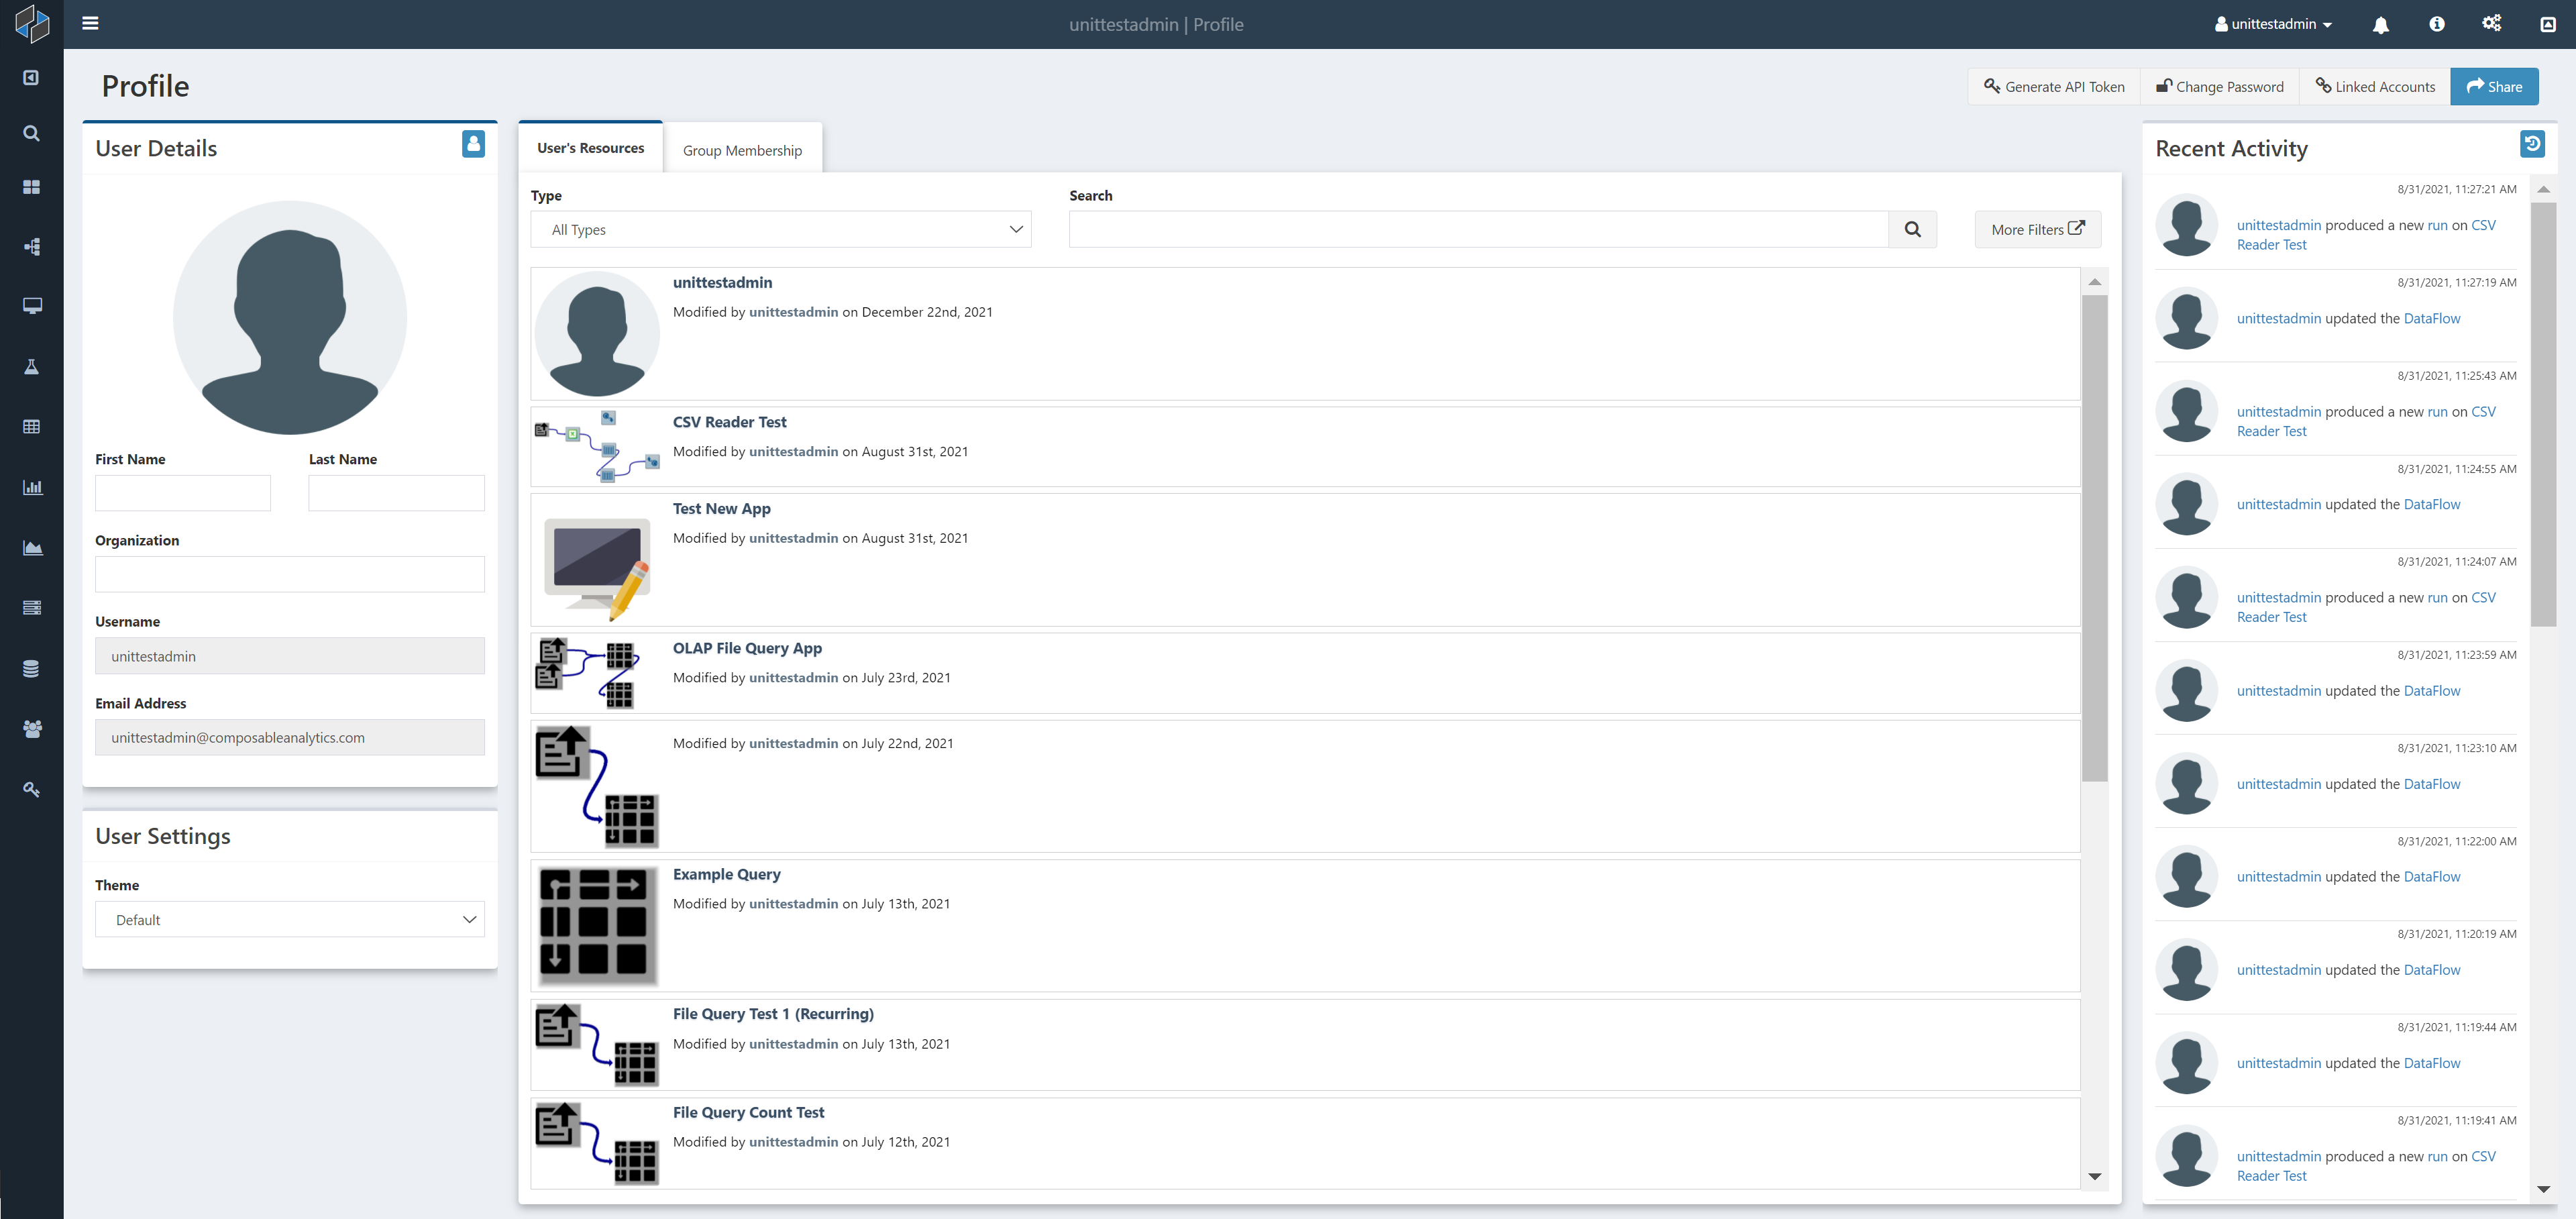 unittestadmin | Profile
unittestadmin
Profile
Generate API Token
Change Password
Linked Accounts
Share
User Details
First Name
Last Name
Organization
Username
unittestadmin
Email Address
unittestadmin@composableanalytics.com
User Settings
Theme
Default
User's Resources
Group Membership
Type
Search
All Types
More Filters
unittestadmin
Modified by unittestadmin on December 22nd, 2021
CSV Reader Test
Modified by unittestadmin on August 31st, 2021
Test New App
Modified by unittestadmin on August 31st, 2021
OLAP File Query App
Modified by unittestadmin on July 23rd, 2021
Modified by unittestadmin on July 22nd, 2021
Example Query
Modified by unittestadmin on July 13th, 2021
File Query Test 1 (Recurring)
Modified by unittestadmin on July 13th, 2021
File Query Count Test
Modified by unittestadmin on July 12th, 2021
Recent Activity
8/31/2021, 11:27:21 AM
unittestadmin produced a new run on CSV
Reader Test
8/31/2021, 11:27:19 AM
unittestadmin updated the DataFlow
8/31/2021, 11:25:43 AM
unittestadmin produced a new run on CSV
Reader Test
8/31/2021, 11:24:55 AM
unittestadmin updated the DataFlow
8/31/2021, 11:24:07 AM
unittestadmin produced a new run on CSV
Reader Test
8/31/2021, 11:23:59 AM
unittestadmin updated the DataFlow
8/31/2021, 11:23:10 AM
unittestadmin updated the DataFlow
8/31/2021, 11:22:00 AM
unittestadmin updated the DataFlow
8/31/2021, 11:20:19 AM
unittestadmin updated the DataFlow
8/31/2021, 11:19:44 AM
unittestadmin updated the DataFlow
8/31/2021, 11:19:41 AM
unittestadmin produced a new run on CSV
Reader Test